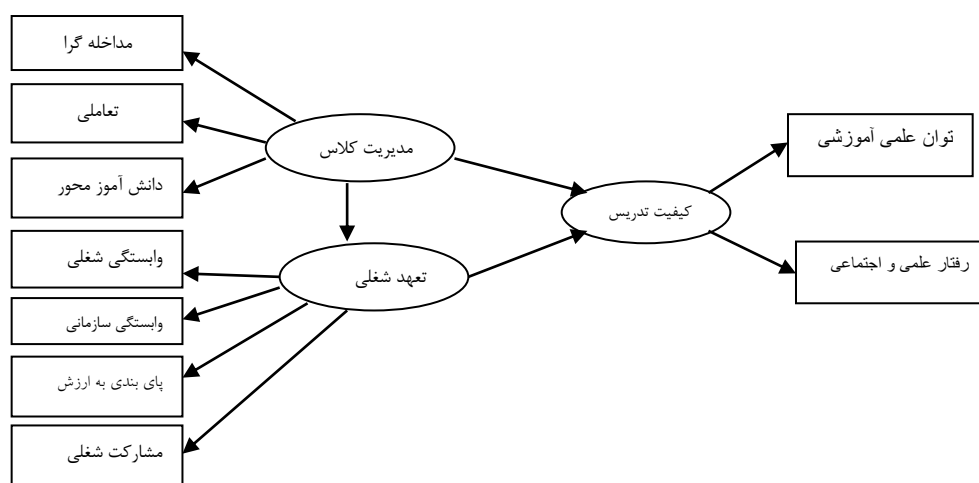 مداخله گرا
تعاملی
دانش آموز محور
وابستگی شغلی
وابستگی سازمانی
پای بندی به ارزش
مشارکت شغلی
مدیریت کلاس
تعهد شغلی
کیفیت تدریس
توان علمی آموزشی
رفتار علمی و اجتماعی